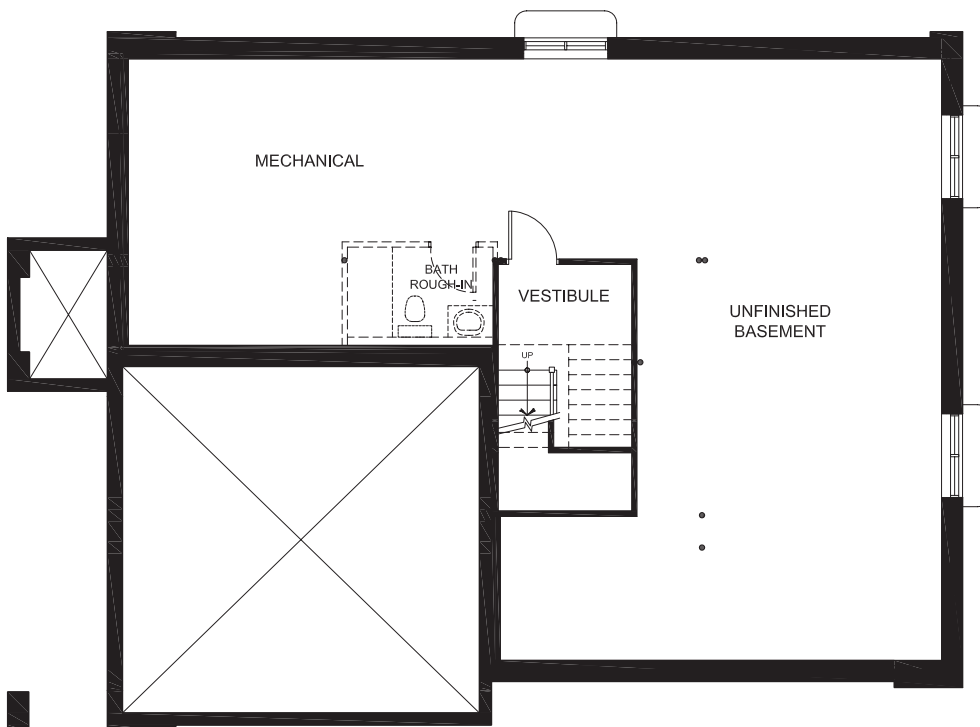 MECHANICAL
BATH
ROUGH-IN
VESTIBULE
UNFINISHED
BASEMENT
UP